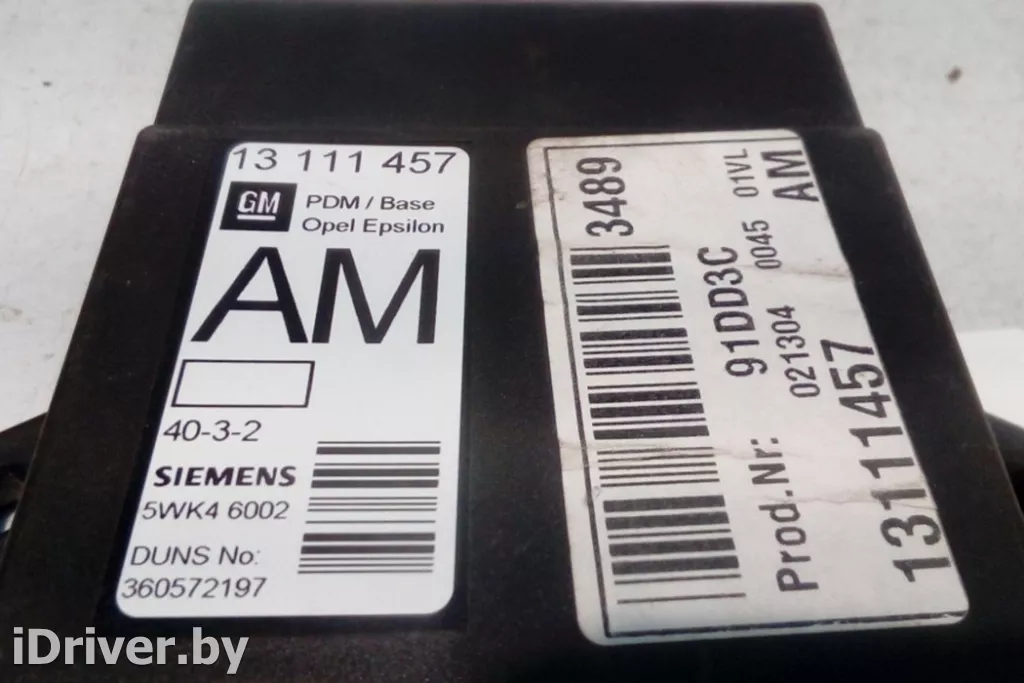 13 111 457
GM
PDM / Base
Opel Epsilon
AM
40-3-2
SIEMENS
5WK4 6002
DUNS No:
360572197
3489
91DD3C
021304 0045 01VL
Prod.Nr: AM
13111457
iDriver.by